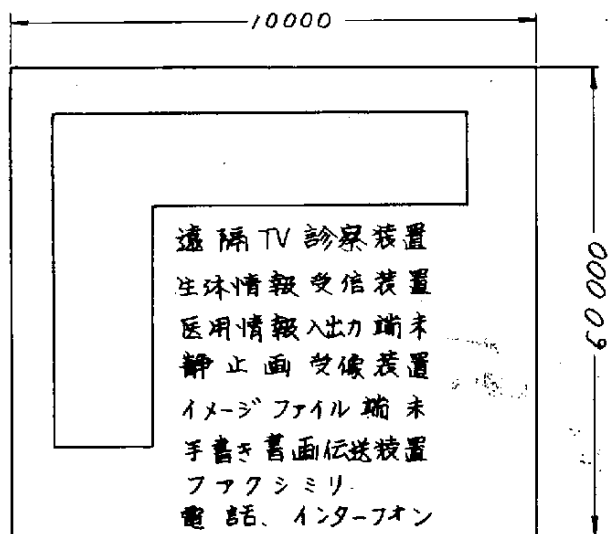 10000
遠隔TV診察装置
生体情報受信装置
医用情報入出力端末
静止画受像装置
イメージファイル端末
手書き書画伝送装置
ファクシミリ
電話、インターフォン
60000